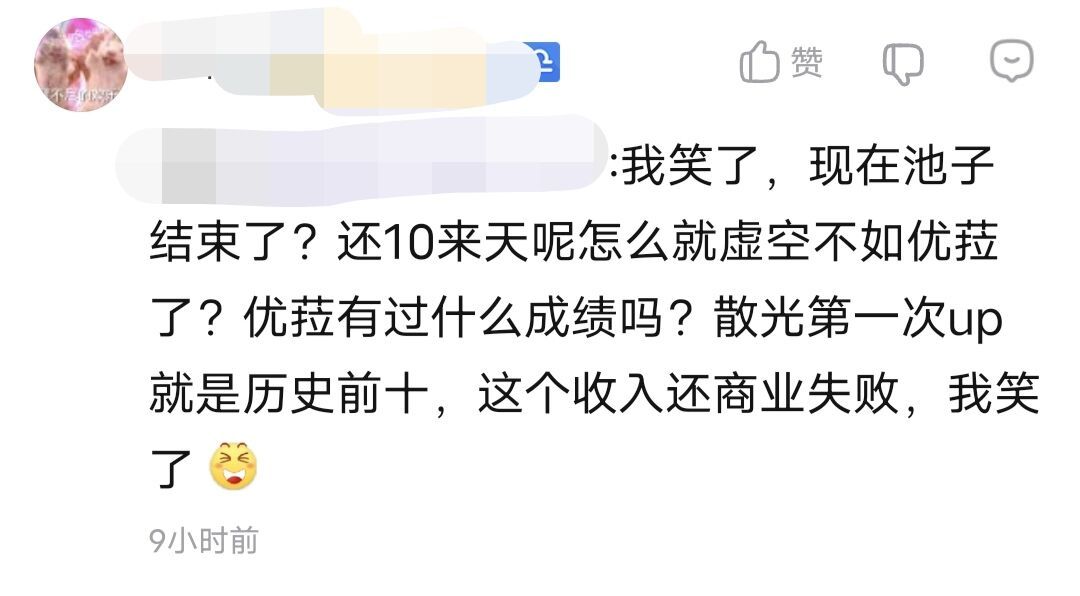 赞
:我笑了，现在池子
结束了？还10来天呢怎么就虚空不如优菈
了？优菈有过什么成绩吗？散光第一次up
就是历史前十，这个收入还商业失败，我笑
了
9小时前